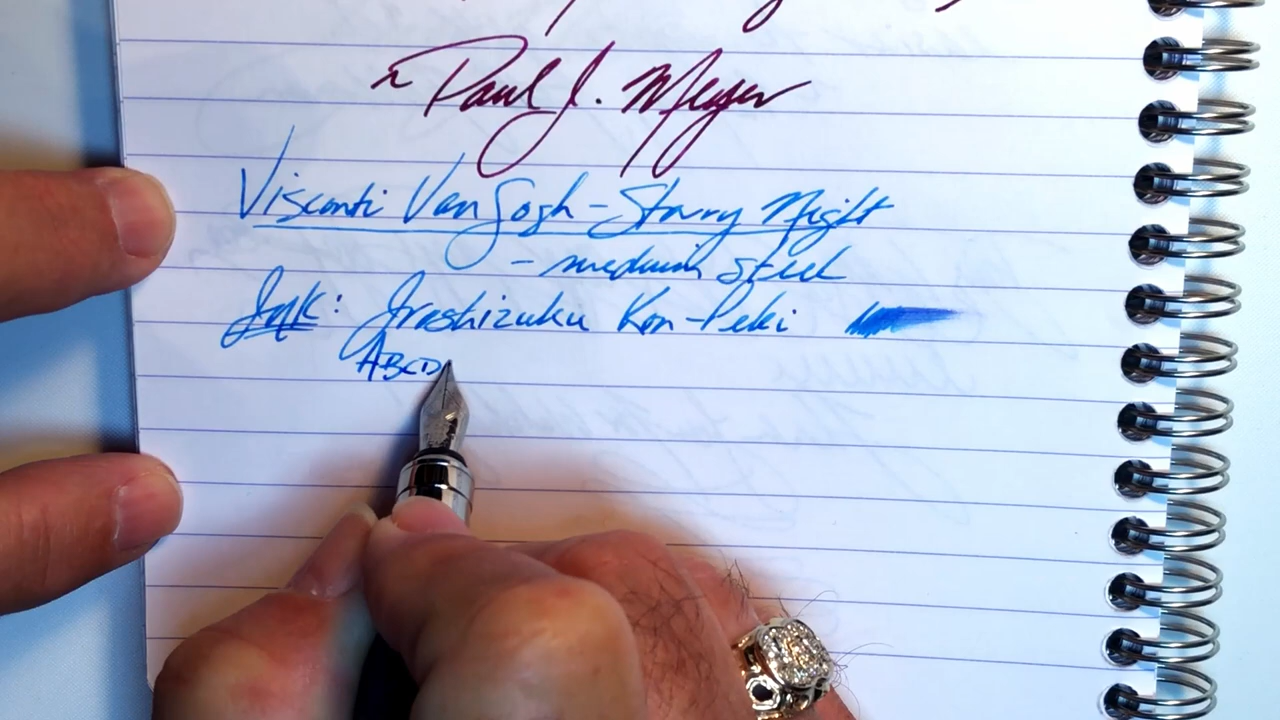 ~ Paul J. Meyer
Visconti Van Gogh - Starry Night
- medium steel
Ink: Iroshizuku Kon-Peki
ABCD